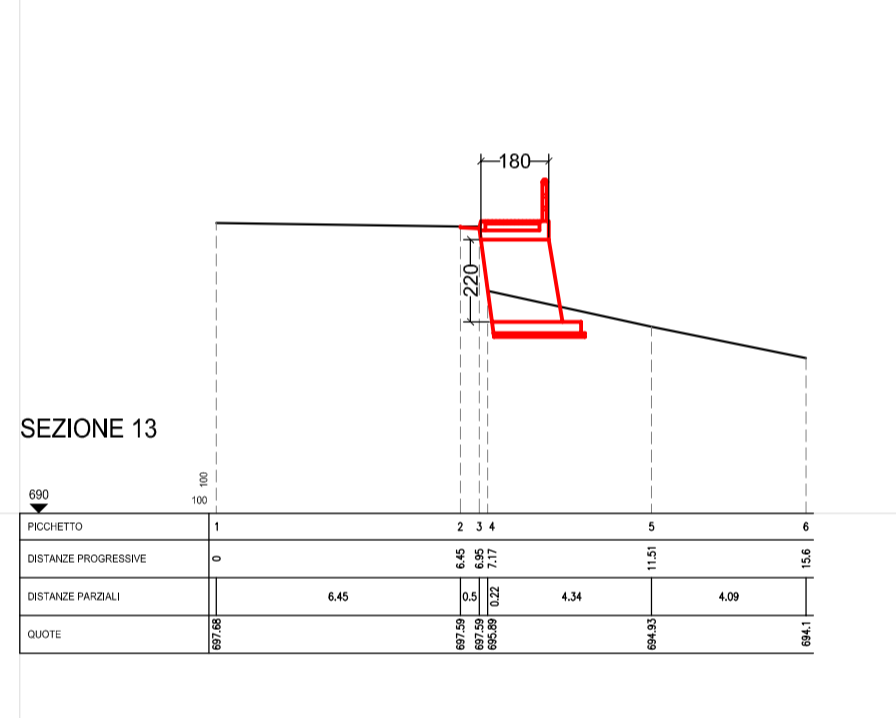 180
220
SEZIONE 13
100
100
690
PICCHETTO 1 2 3 4 5 6
DISTANZE PROGRESSIVE 0 6.45 6.95 7.17 11.51 15.6
DISTANZE PARZIALI 6.45 0.5 0.22 4.34 4.09
QUOTE 697.68 697.59 697.59 695.89 694.93 694.1